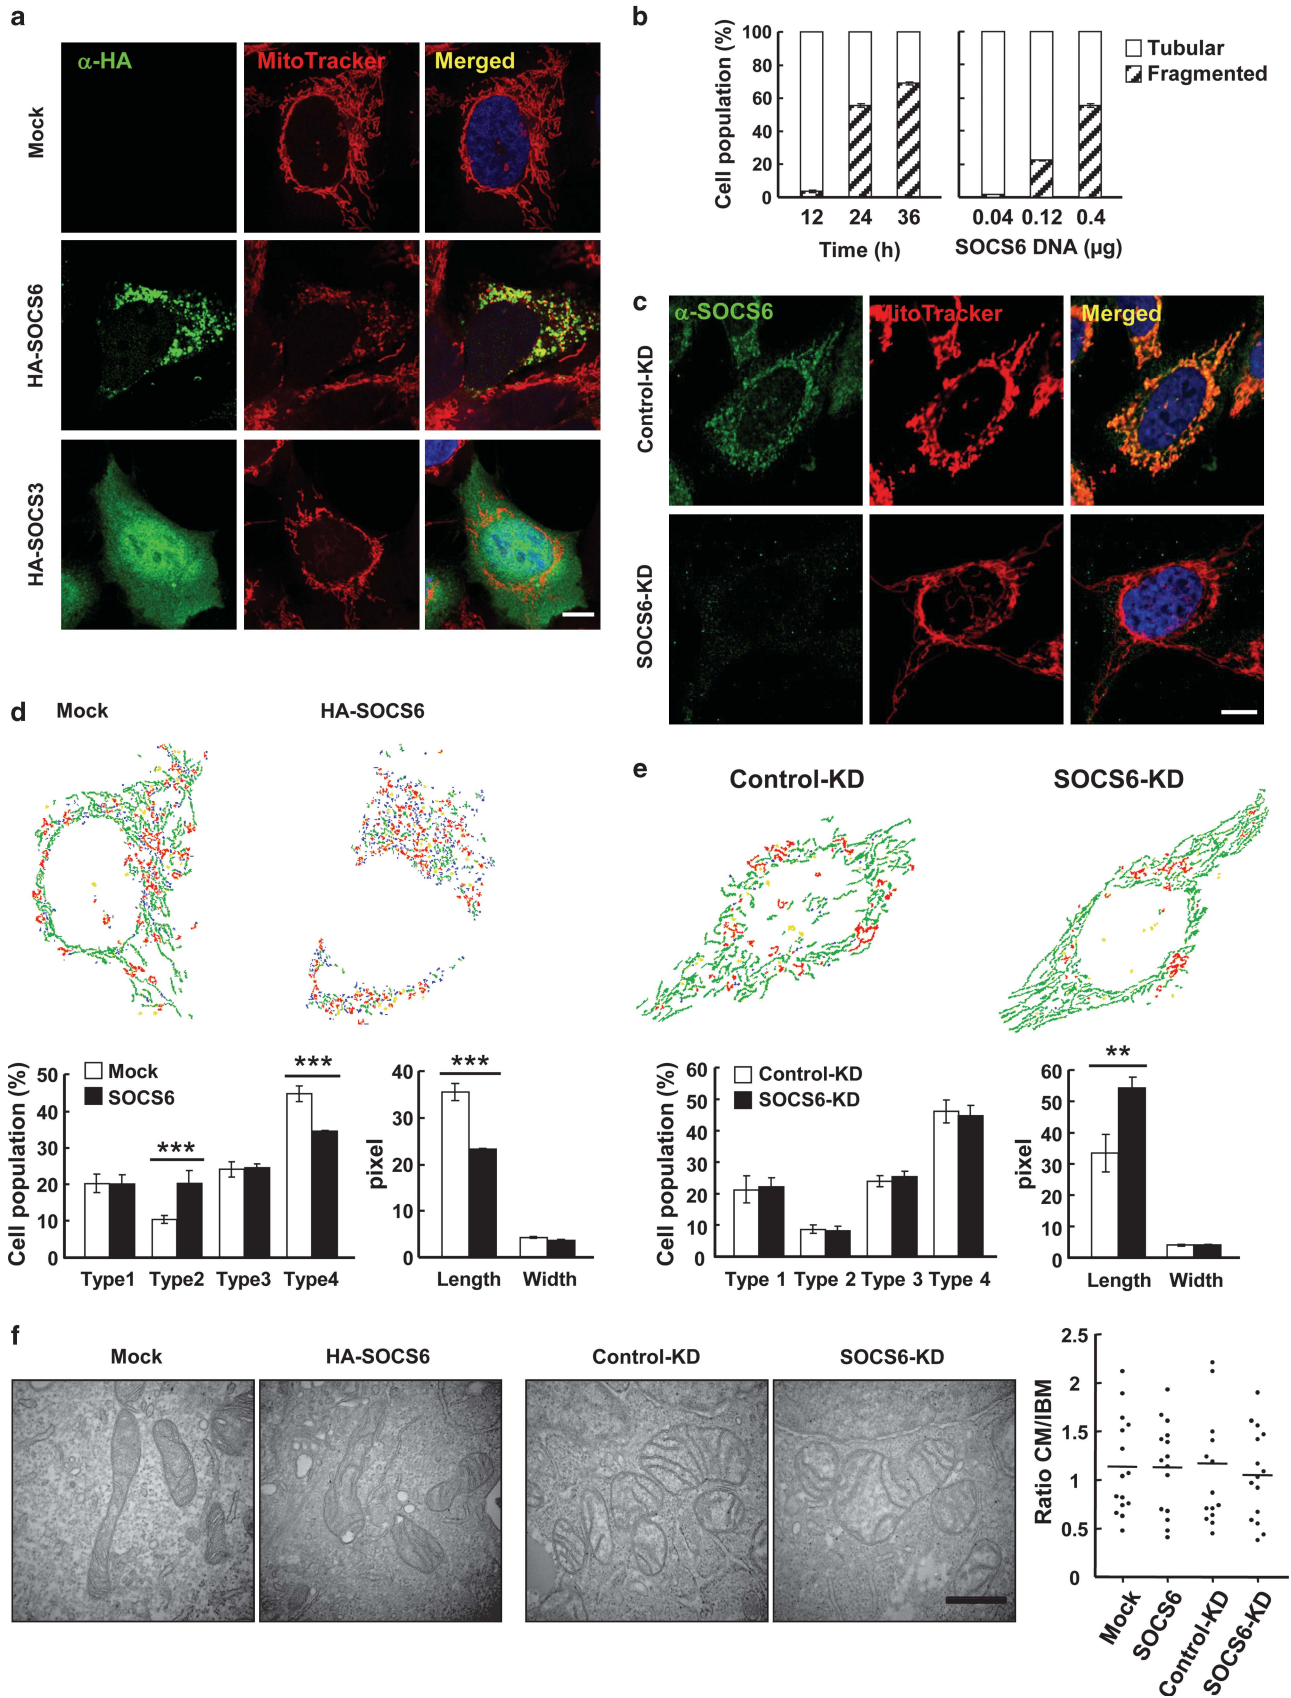 a
α-HA MitoTracker Merged
Mock
HA-SOCS6
HA-SOCS3
b
Cell population (%)
100
80
60
40
20
0
12 24 36
Time (h)
0.04 0.12 0.4
SOCS6 DNA (µg)
Tubular
Fragmented
c
α-SOCS6 MitoTracker Merged
Control-KD
SOCS6-KD
d
Mock HA-SOCS6
Cell population (%)
50
40
30
20
10
0
Mock
SOCS6
***
***
Type1 Type2 Type3 Type4
pixel
40
30
20
10
0
***
Length Width
e
Control-KD SOCS6-KD
Cell population (%)
60
50
40
30
20
10
0
Control-KD
SOCS6-KD
Type 1 Type 2 Type 3 Type 4
pixel
60
50
40
30
20
10
0
**
Length Width
f
Mock HA-SOCS6 Control-KD SOCS6-KD
Ratio CM/IBM
2.5
2
1.5
1
0.5
0
Mock
SOCS6
Control-KD
SOCS6-KD